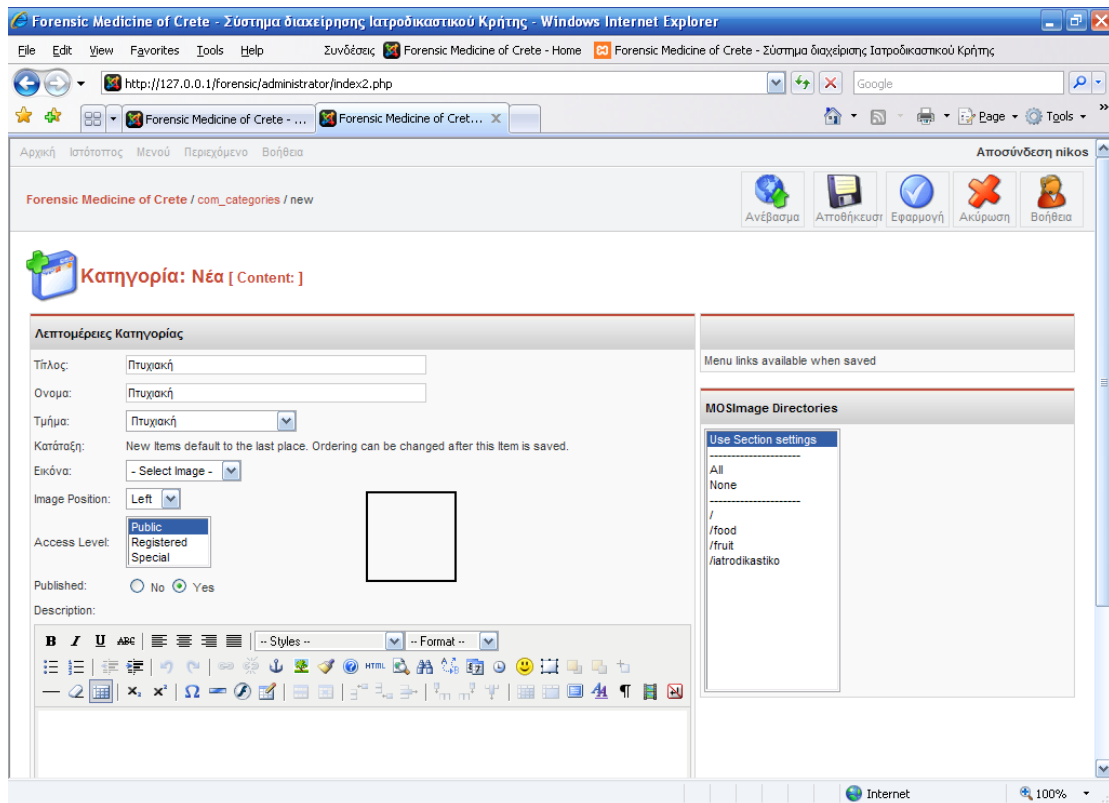 Forensic Medicine of Crete - Σύστημα διαχείρησης Ιατροδικαστικού Κρήτης - Windows Internet Explorer
File Edit View Favorites Tools Help Συνδέσεις Forensic Medicine of Crete - Home Forensic Medicine of Crete - Σύστημα διαχείρισης Ιατροδικαστικού Κρήτης
http://127.0.0.1/forensic/administrator/index2.php Google
Forensic Medicine of Crete - ... Forensic Medicine of Cret... X Page Tools »
Αρχική Ιστότοπος Μενού Περιεχόμενο Βοήθεια Αποσύνδεση nikos
Forensic Medicine of Crete / com_categories / new
Ανέβασμα Αποθήκευσι Εφαρμογή Ακύρωση Βοήθεια
Κατηγορία: Νέα [ Content: ]
Λεπτομέρειες Κατηγορίας
Τίτλος: Πτυχιακή
Ονομα: Πτυχιακή
Τμήμα: Πτυχιακή
Κατάταξη: New Items default to the last place. Ordering can be changed after this Item is saved.
Εικόνα: - Select Image -
Image Position: Left
Access Level: Public
Registered
Special
Published: No Yes
Description:
B I U ABC -- Styles -- -- Format --
HTML
Menu links available when saved
MOSImage Directories
Use Section settings
---------------------
All
None
---------------------
/
/food
/fruit
/iatrodikastiko
Internet 100%